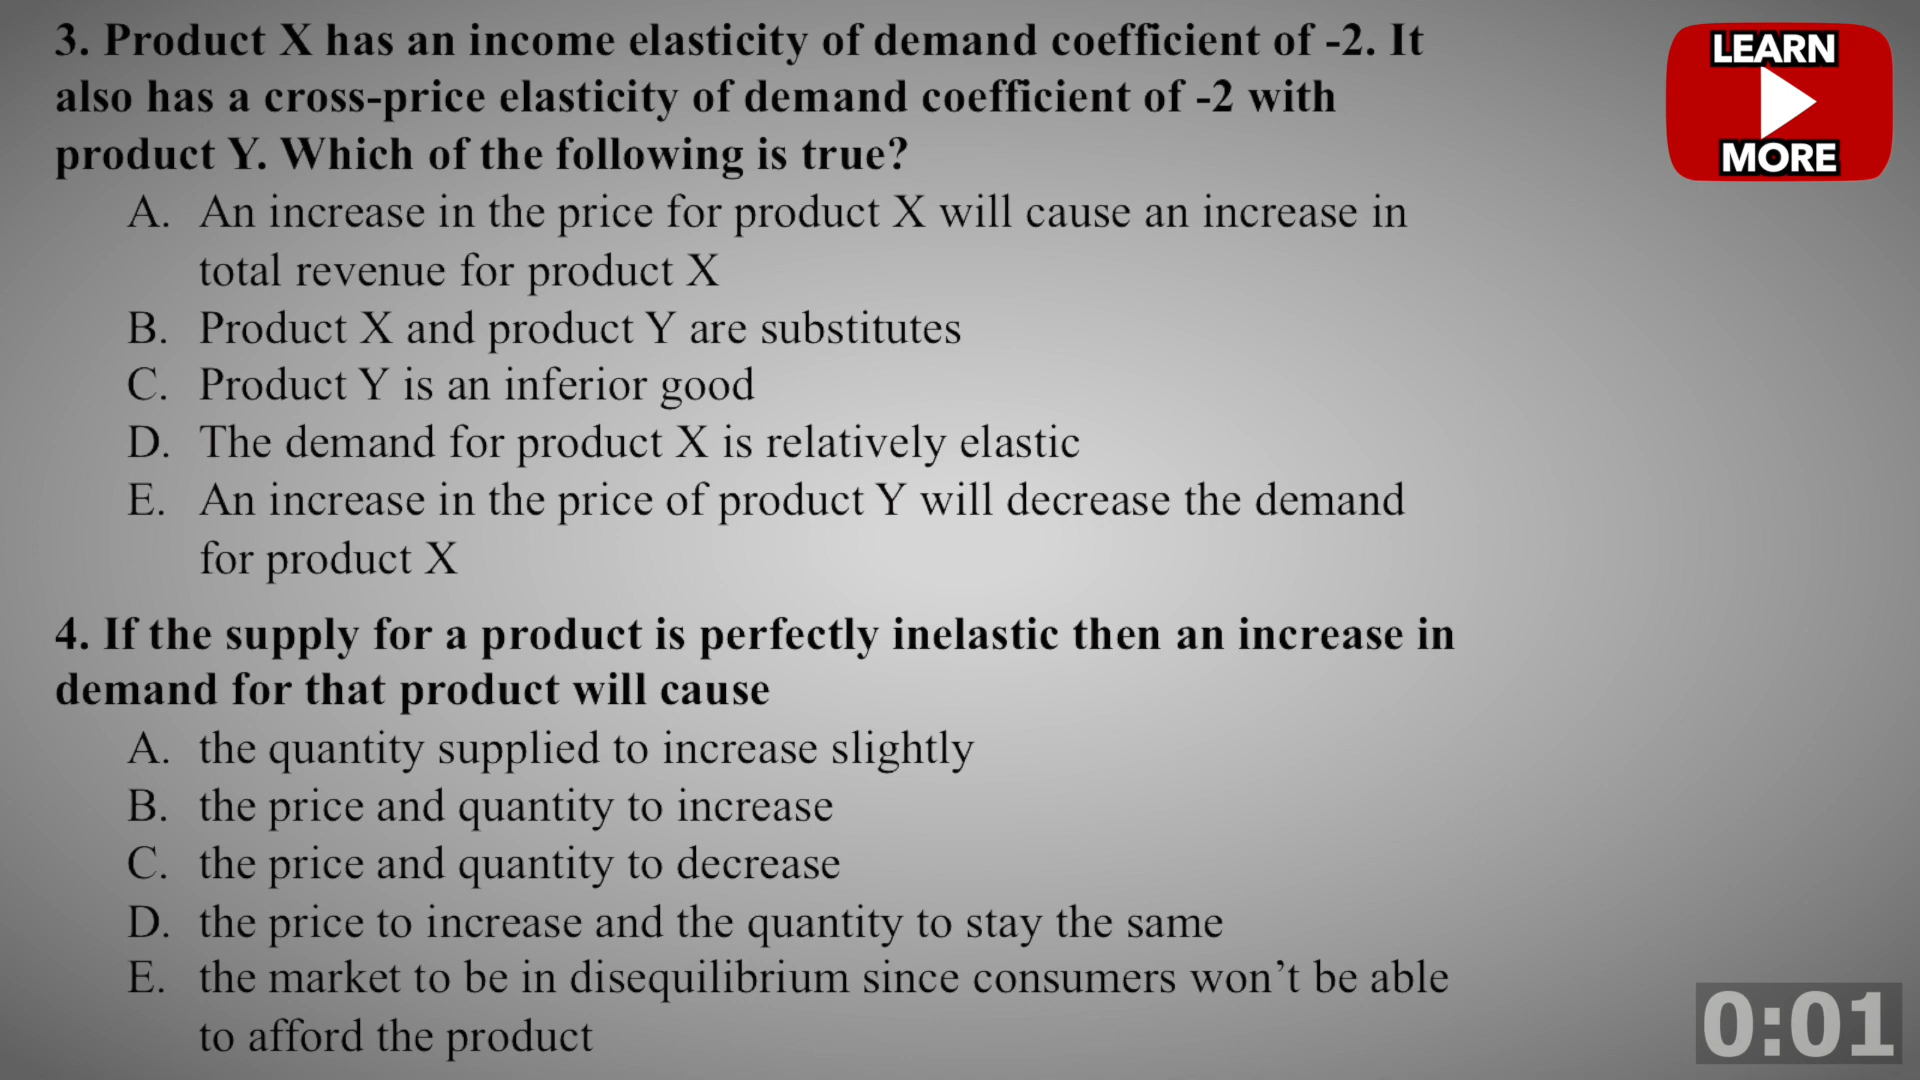 3. Product X has an income elasticity of demand coefficient of -2. It
also has a cross-price elasticity of demand coefficient of -2 with
product Y. Which of the following is true?
A. An increase in the price for product X will cause an increase in
total revenue for product X
B. Product X and product Y are substitutes
C. Product Y is an inferior good
D. The demand for product X is relatively elastic
E. An increase in the price of product Y will decrease the demand
for product X
4. If the supply for a product is perfectly inelastic then an increase in
demand for that product will cause
A. the quantity supplied to increase slightly
B. the price and quantity to increase
C. the price and quantity to decrease
D. the price to increase and the quantity to stay the same
E. the market to be in disequilibrium since consumers won’t be able
to afford the product
LEARN
MORE
0:01